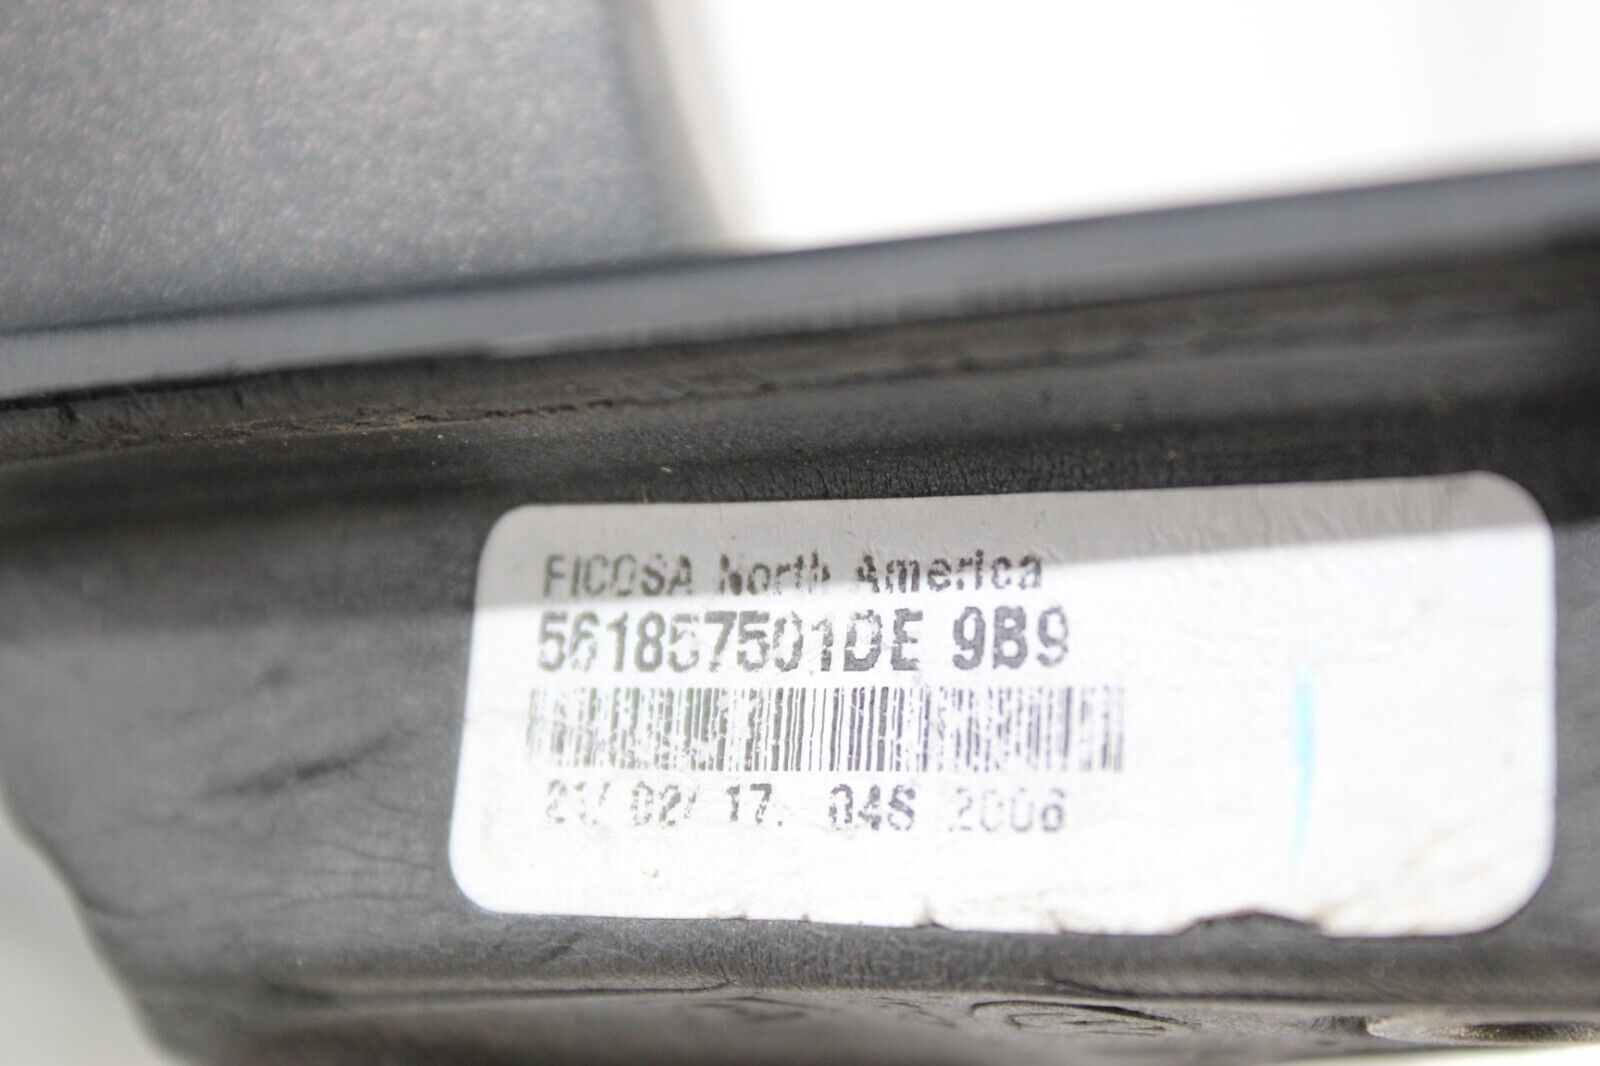 FICOSA North America
561857501DE 9B9
21/ 02/ 17. 04S 2006